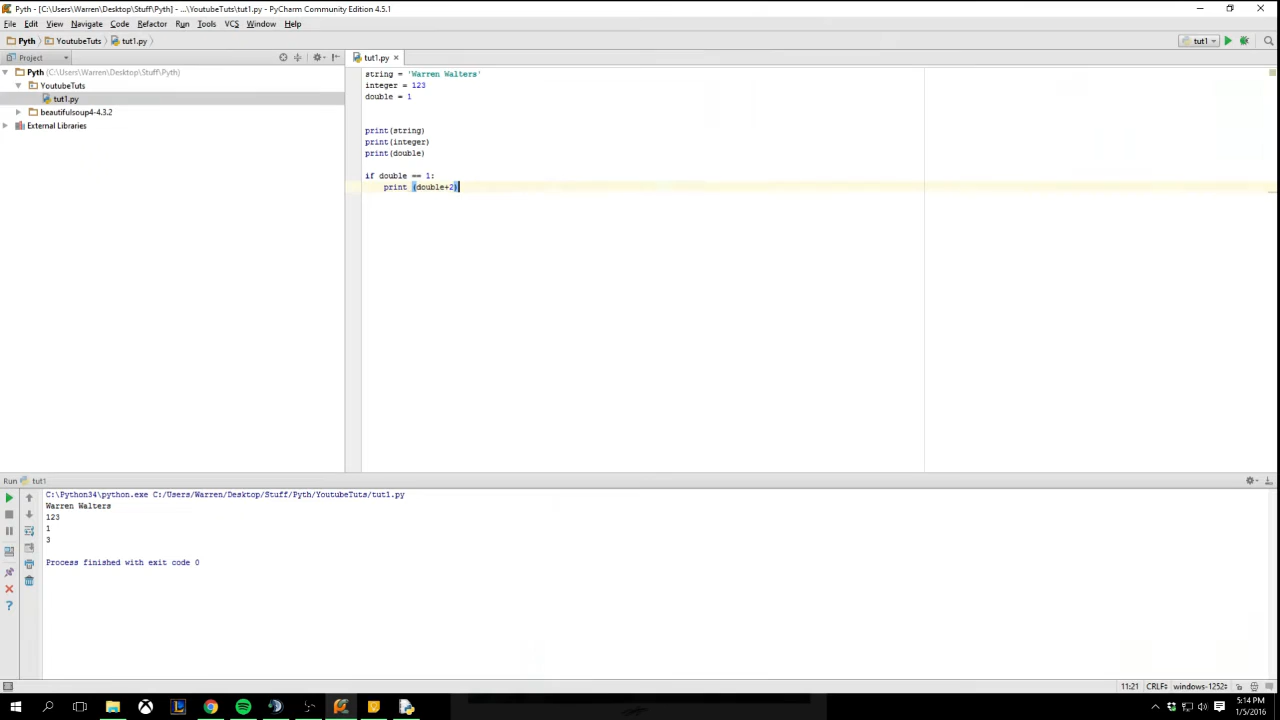 Pyth - [C:\Users\Warren\Desktop\Stuff\Pyth] - ...\YoutubeTuts\tut1.py - PyCharm Community Edition 4.5.1
File Edit View Navigate Code Refactor Run Tools VCS Window Help
Pyth YoutubeTuts tut1.py tut1
Project
tut1.py
Pyth (C:\Users\Warren\Desktop\Stuff\Pyth)
YoutubeTuts
tut1.py
beautifulsoup4-4.3.2
External Libraries
string = 'Warren Walters'
integer = 123
double = 1
print(string)
print(integer)
print(double)
if double == 1:
print (double+2)
Run tut1
C:\Python34\python.exe C:/Users/Warren/Desktop/Stuff/Pyth/YoutubeTuts/tut1.py
Warren Walters
123
1
3
Process finished with exit code 0
11:21 CRLF÷ windows-1252÷
5:14 PM
1/5/2016